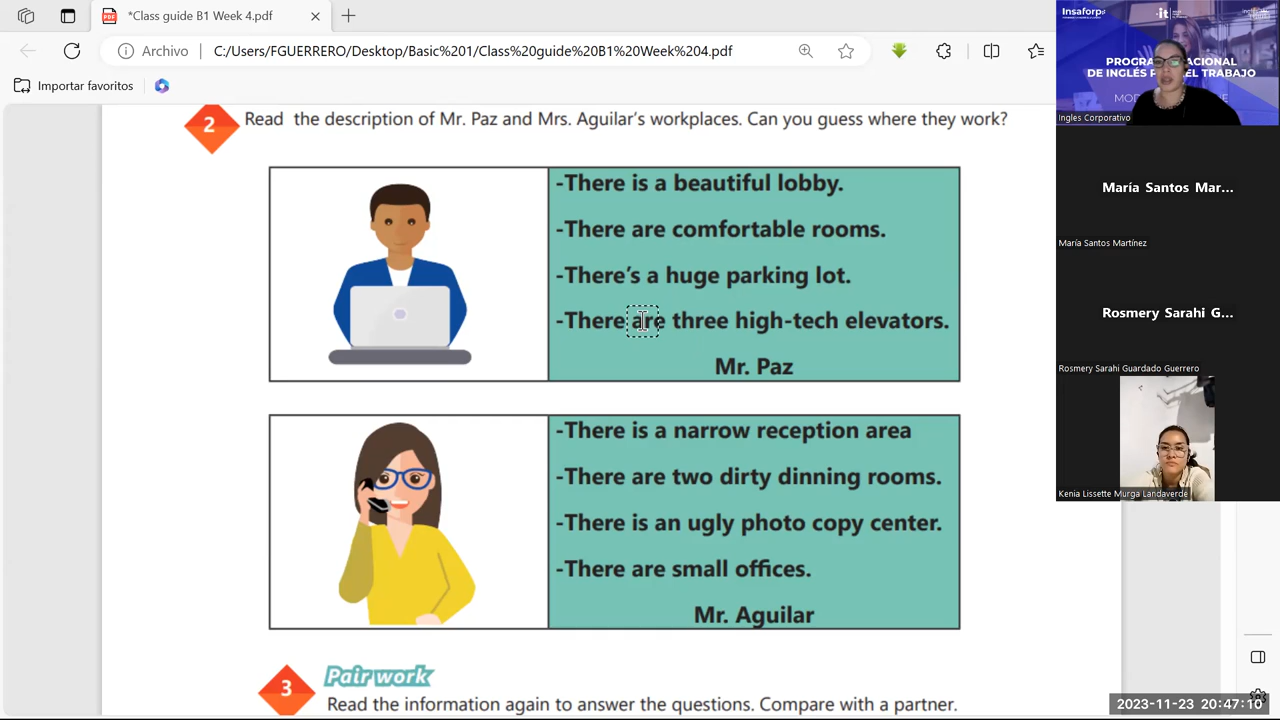 *Class guide B1 Week 4.pdf
Archivo
C:/Users/FGUERRERO/Desktop/Basic%201/Class%20guide%20B1%20Week%204.pdf
Importar favoritos
2
Read the description of Mr. Paz and Mrs. Aguilar's workplaces. Can you guess where they work?
-There is a beautiful lobby.
-There are comfortable rooms.
-There's a huge parking lot.
-There are three high-tech elevators.
Mr. Paz
-There is a narrow reception area
-There are two dirty dinning rooms.
-There is an ugly photo copy center.
-There are small offices.
Mr. Aguilar
3
Pair work
Read the information again to answer the questions. Compare with a partner.
Insaforp
Ingles Corporativo
María Santos Mar...
María Santos Martínez
Rosmery Sarahi G...
Rosmery Sarahi Guardado Guerrero
Kenia Lissette Murga Landaverde
2023-11-23 20:47:10